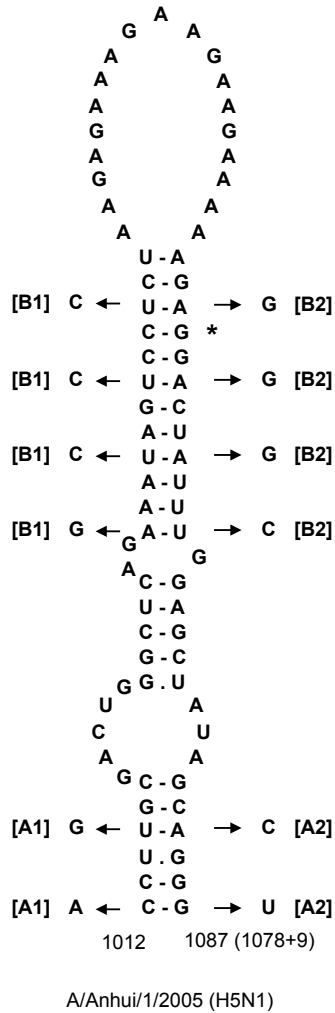 A
G A
A G
A A
A A
G G
A A
G A
A A
A A
U - A
C - G
[B1] C ← U - A → G [B2]
C - G *
C - G
[B1] C ← U - A → G [B2]
G - C
A - U
[B1] C ← U - A → G [B2]
A - U
A - U
[B1] G ← A - U → C [B2]
G G
A
C - G
U - A
C - G
G - C
G . U
G
U A
C U
A A
G
C - G
G - C
[A1] G ← U - A → C [A2]
U . G
C - G
[A1] A ← C - G → U [A2]
1012 1087 (1078+9)
A/Anhui/1/2005 (H5N1)